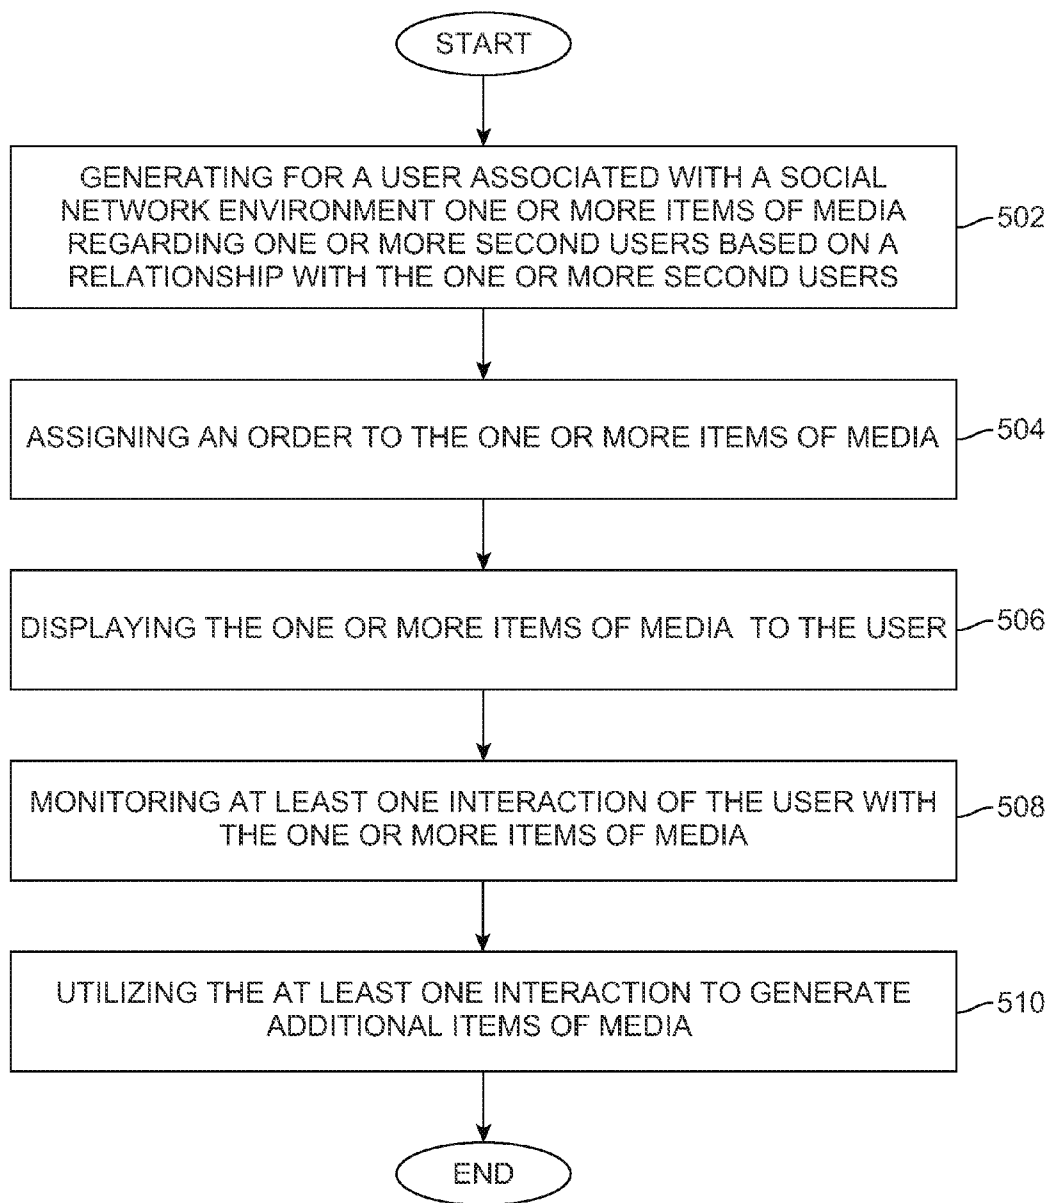 START
GENERATING FOR A USER ASSOCIATED WITH A SOCIAL
NETWORK ENVIRONMENT ONE OR MORE ITEMS OF MEDIA
REGARDING ONE OR MORE SECOND USERS BASED ON A
RELATIONSHIP WITH THE ONE OR MORE SECOND USERS
502
ASSIGNING AN ORDER TO THE ONE OR MORE ITEMS OF MEDIA
504
DISPLAYING THE ONE OR MORE ITEMS OF MEDIA TO THE USER
506
MONITORING AT LEAST ONE INTERACTION OF THE USER WITH
THE ONE OR MORE ITEMS OF MEDIA
508
UTILIZING THE AT LEAST ONE INTERACTION TO GENERATE
ADDITIONAL ITEMS OF MEDIA
510
END